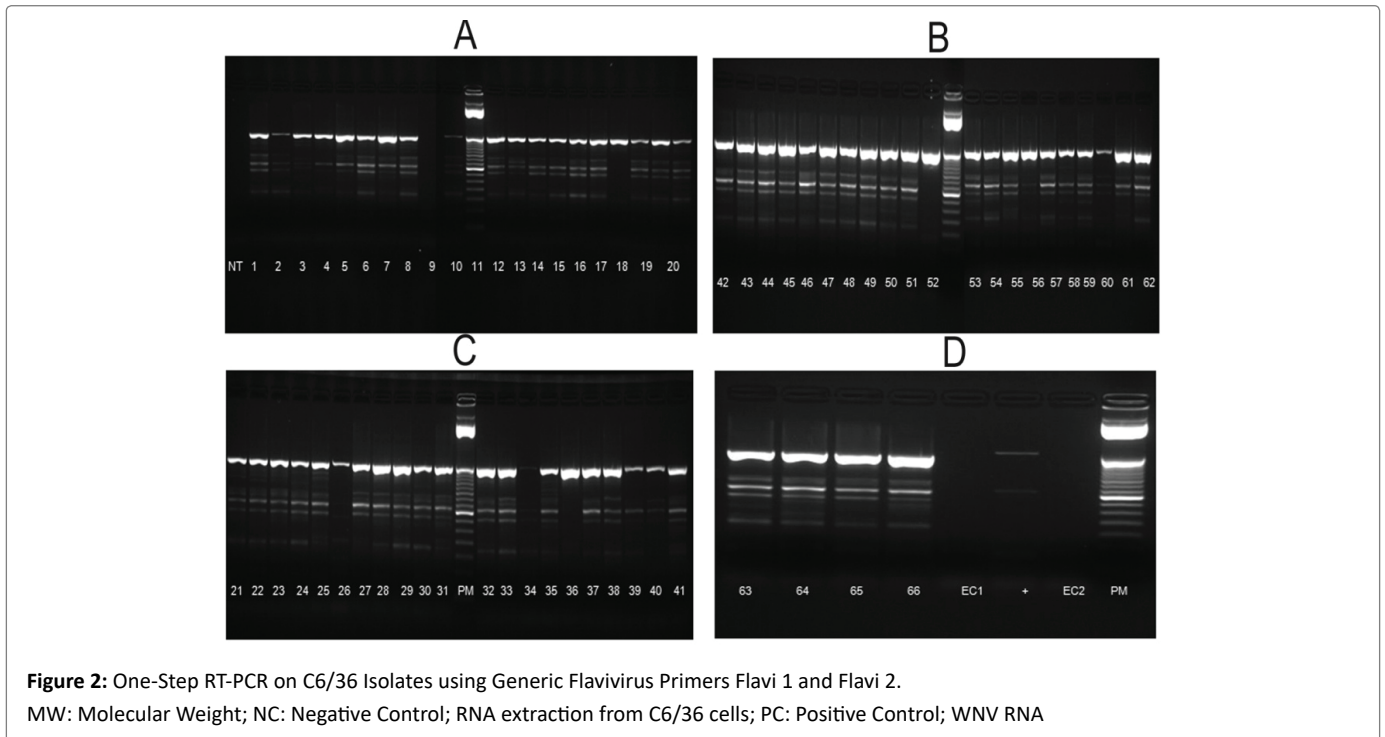 A
B
NT 1 2 3 4 5 6 7 8 9 10 11 12 13 14 15 16 17 18 19 20
42 43 44 45 46 47 48 49 50 51 52 53 54 55 56 57 58 59 60 61 62
C
D
21 22 23 24 25 26 27 28 29 30 31 PM 32 33 34 35 36 37 38 39 40 41
63 64 65 66 EC1 + EC2 PM
Figure 2: One-Step RT-PCR on C6/36 Isolates using Generic Flavivirus Primers Flavi 1 and Flavi 2.
MW: Molecular Weight; NC: Negative Control; RNA extraction from C6/36 cells; PC: Positive Control; WNV RNA